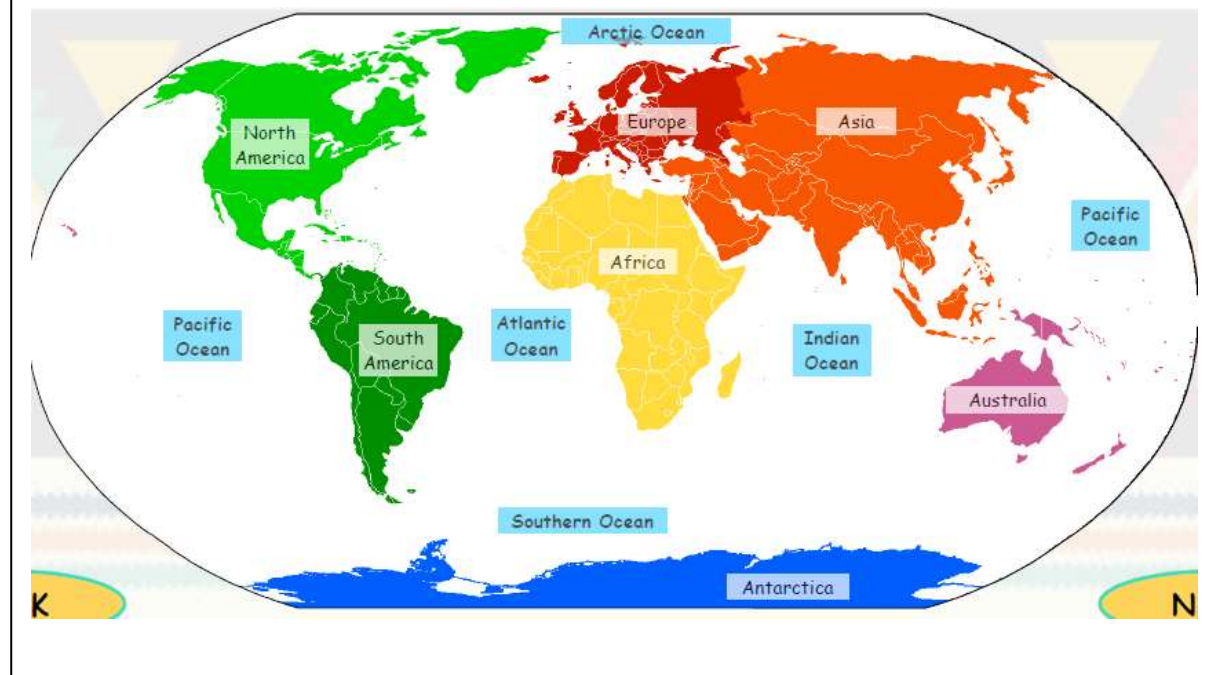 Arctic Ocean
North
America
Europe
Asia
Pacific
Ocean
Africa
Pacific
Ocean
South
America
Atlantic
Ocean
Indian
Ocean
Australia
Southern Ocean
Antarctica
K
N